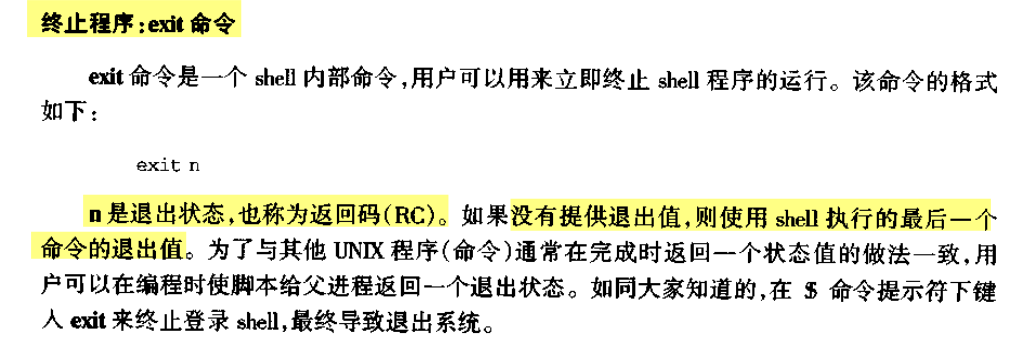 终止程序:exit 命令
exit 命令是一个 shell 内部命令,用户可以用来立即终止 shell 程序的运行。该命令的格式
如下:
exit n
n 是退出状态,也称为返回码(RC)。如果没有提供退出值,则使用 shell 执行的最后一个
命令的退出值。为了与其他 UNIX 程序(命令)通常在完成时返回一个状态值的做法一致,用
户可以在编程时使脚本给父进程返回一个退出状态。如同大家知道的,在 $ 命令提示符下键
入 exit 来终止登录 shell,最终导致退出系统。